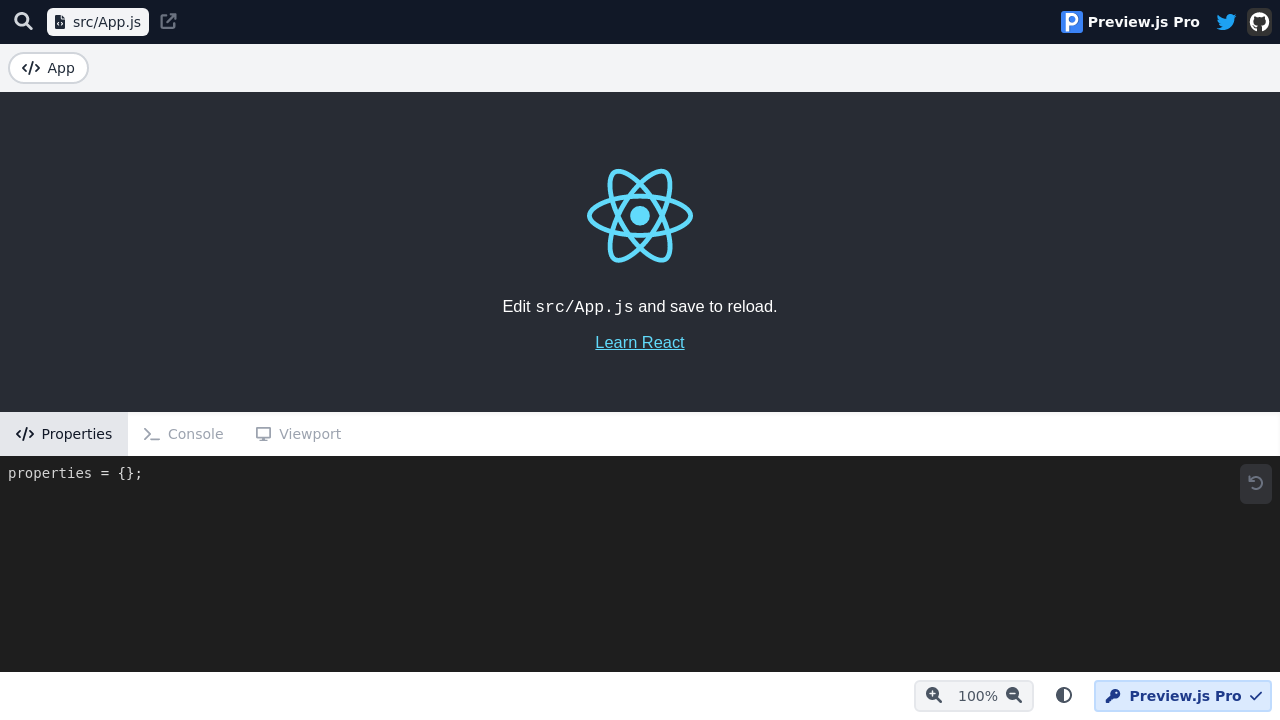 src/App.js
Preview.js Pro
App
Edit src/App.js and save to reload.
Learn React
Properties
Console
Viewport
properties = {};
100%
Preview.js Pro